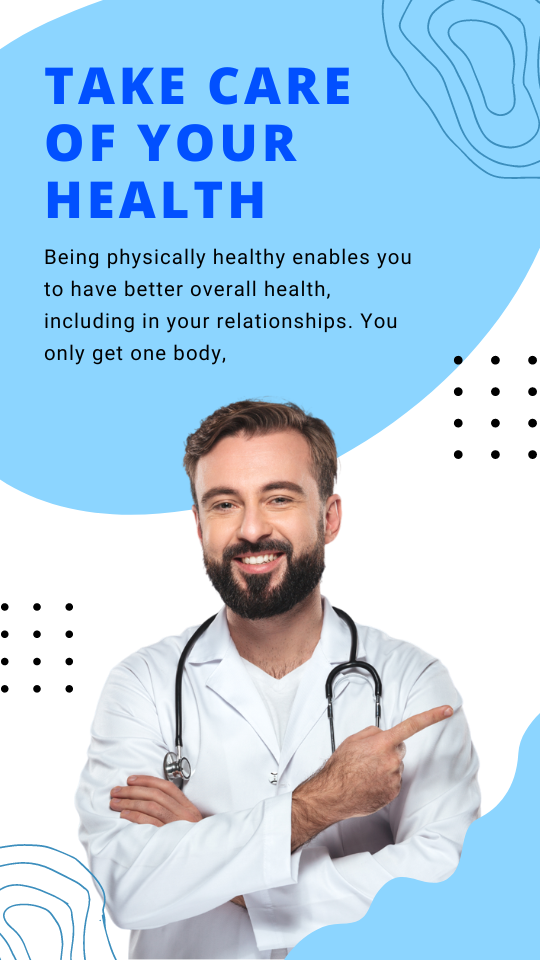 TAKE CARE
OF YOUR
HEALTH
Being physically healthy enables you
to have better overall health,
including in your relationships. You
only get one body,